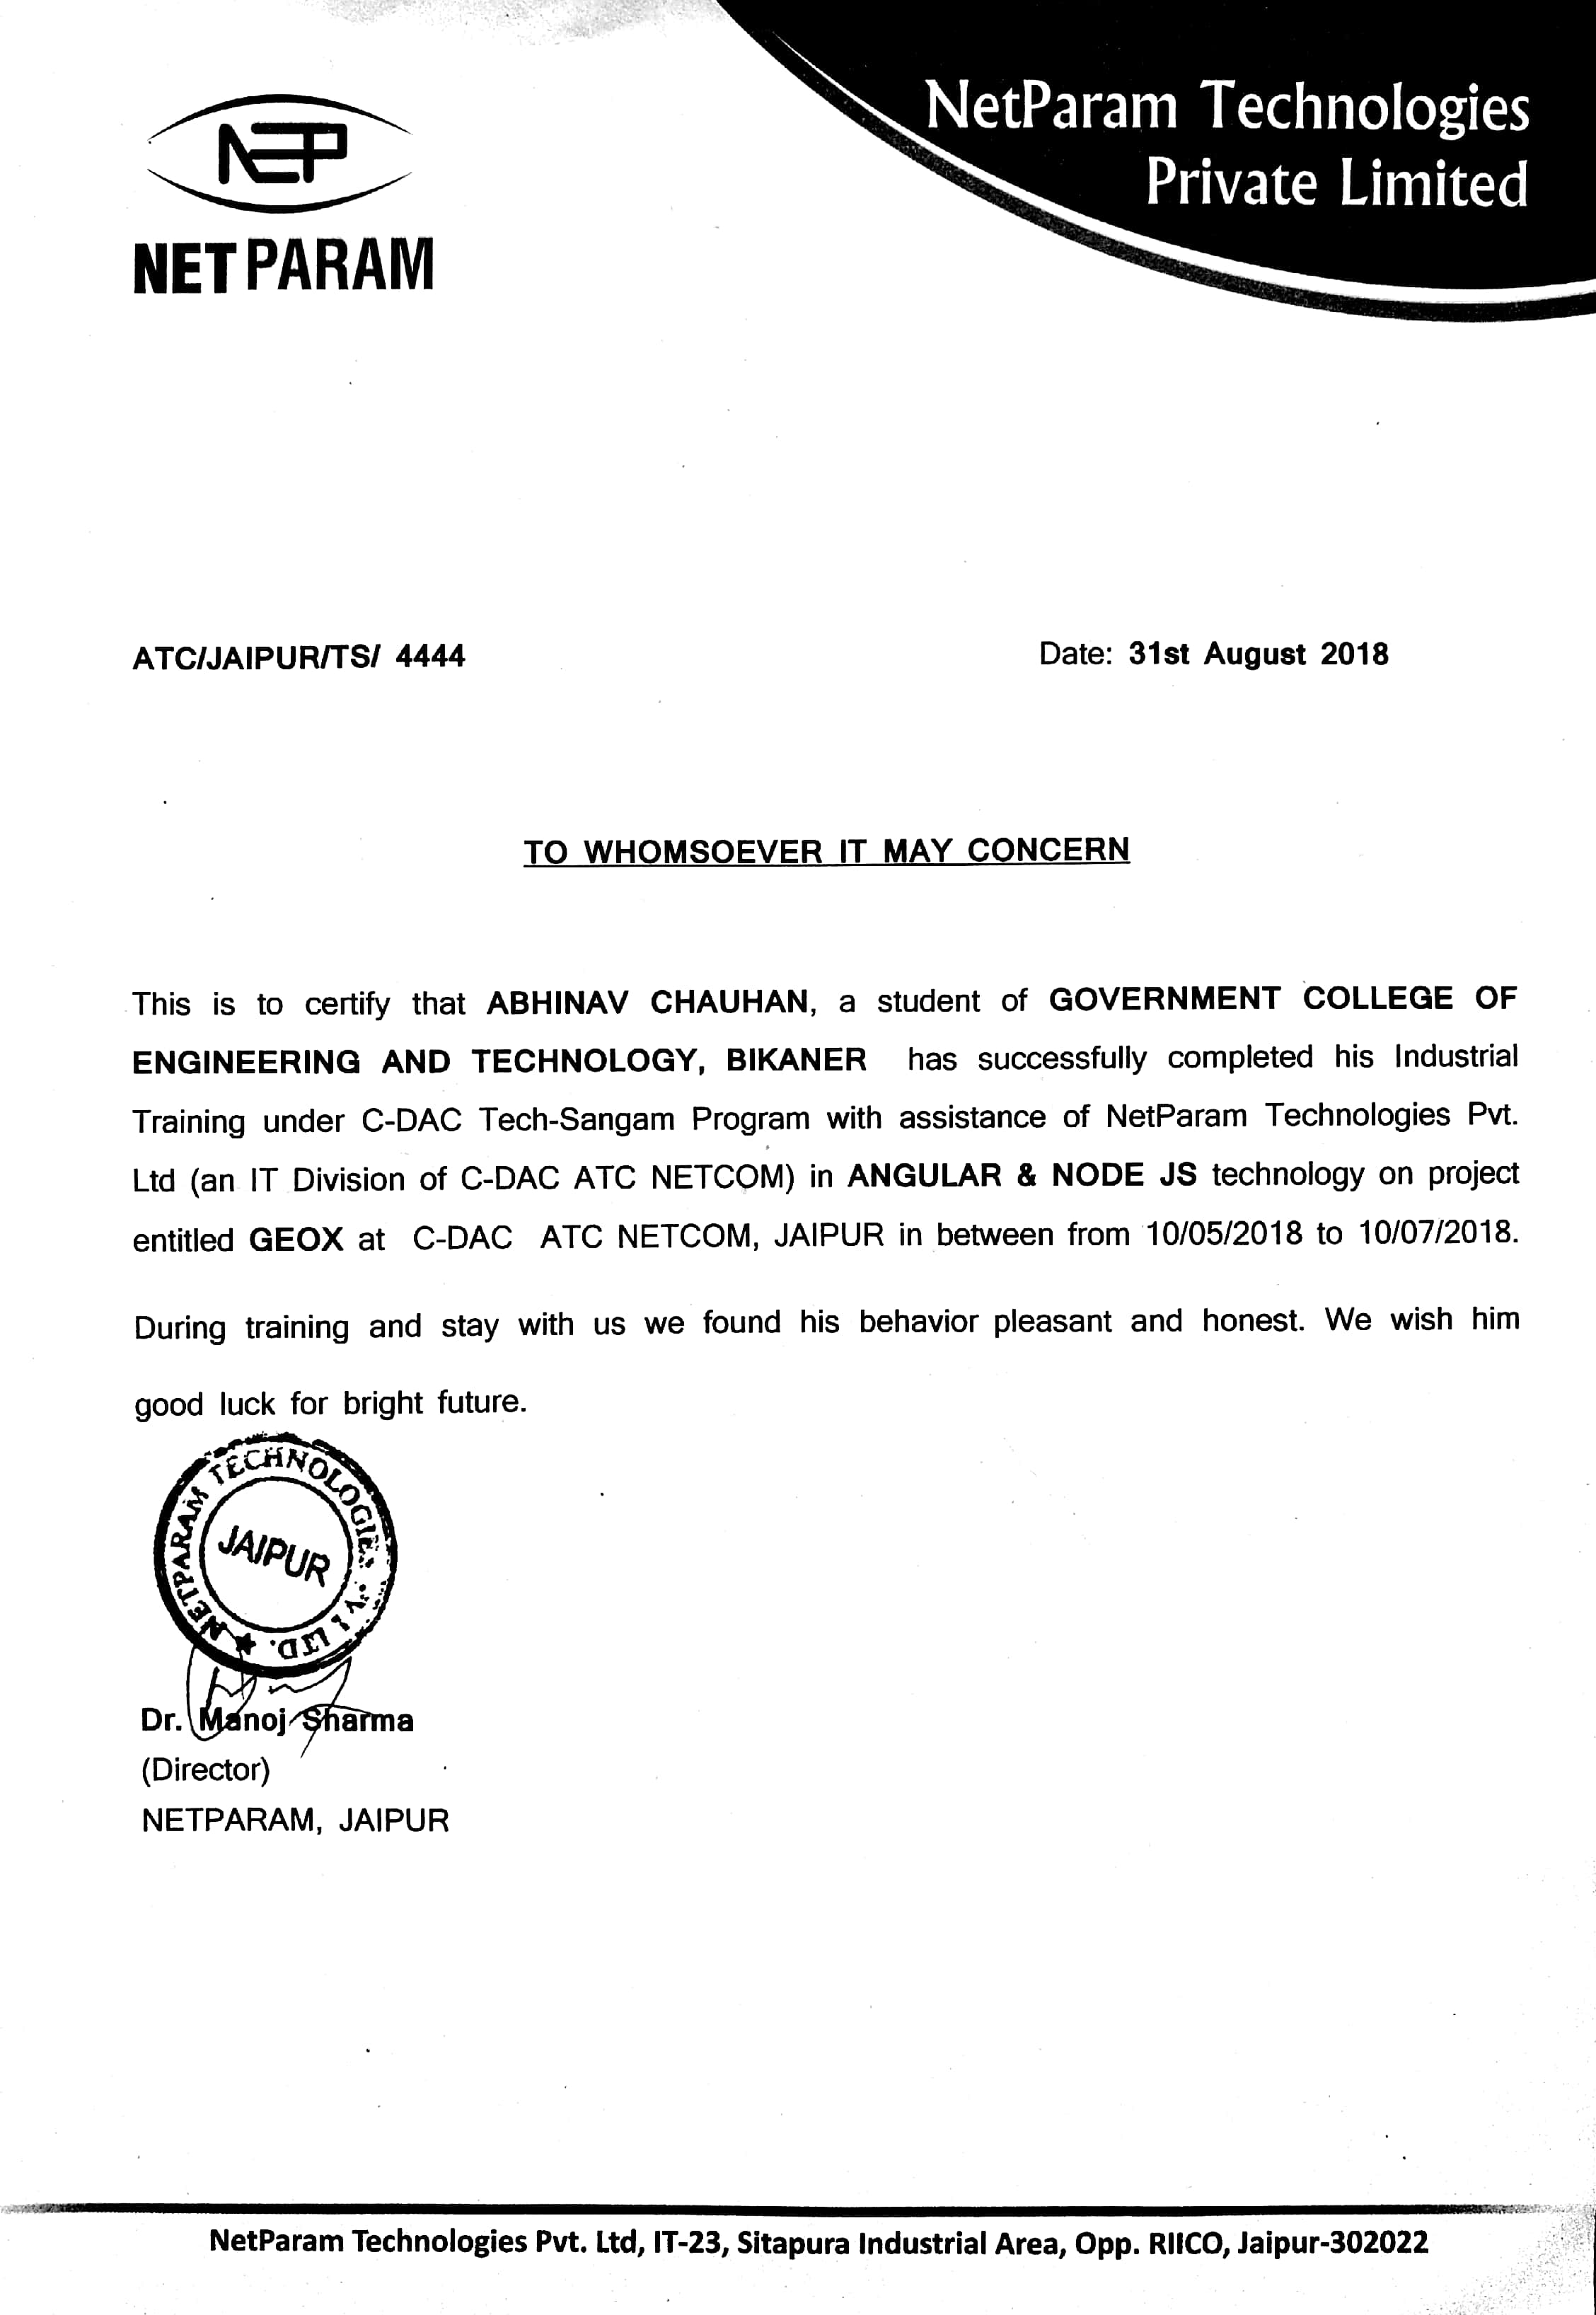 NetParam Technologies
Private Limited
NEP
NET PARAM
ATC/JAIPUR/TS/ 4444
Date: 31st August 2018
TO WHOMSOEVER IT MAY CONCERN
This is to certify that ABHINAV CHAUHAN, a student of GOVERNMENT COLLEGE OF
ENGINEERING AND TECHNOLOGY, BIKANER has successfully completed his Industrial
Training under C-DAC Tech-Sangam Program with assistance of NetParam Technologies Pvt.
Ltd (an IT Division of C-DAC ATC NETCOM) in ANGULAR & NODE JS technology on project
entitled GEOX at C-DAC ATC NETCOM, JAIPUR in between from 10/05/2018 to 10/07/2018.
During training and stay with us we found his behavior pleasant and honest. We wish him
good luck for bright future.
NETPARAM TECHNOLOGIES LTD.
JAIPUR
Dr. Manoj Sharma
(Director)
NETPARAM, JAIPUR
NetParam Technologies Pvt. Ltd, IT-23, Sitapura Industrial Area, Opp. RIICO, Jaipur-302022